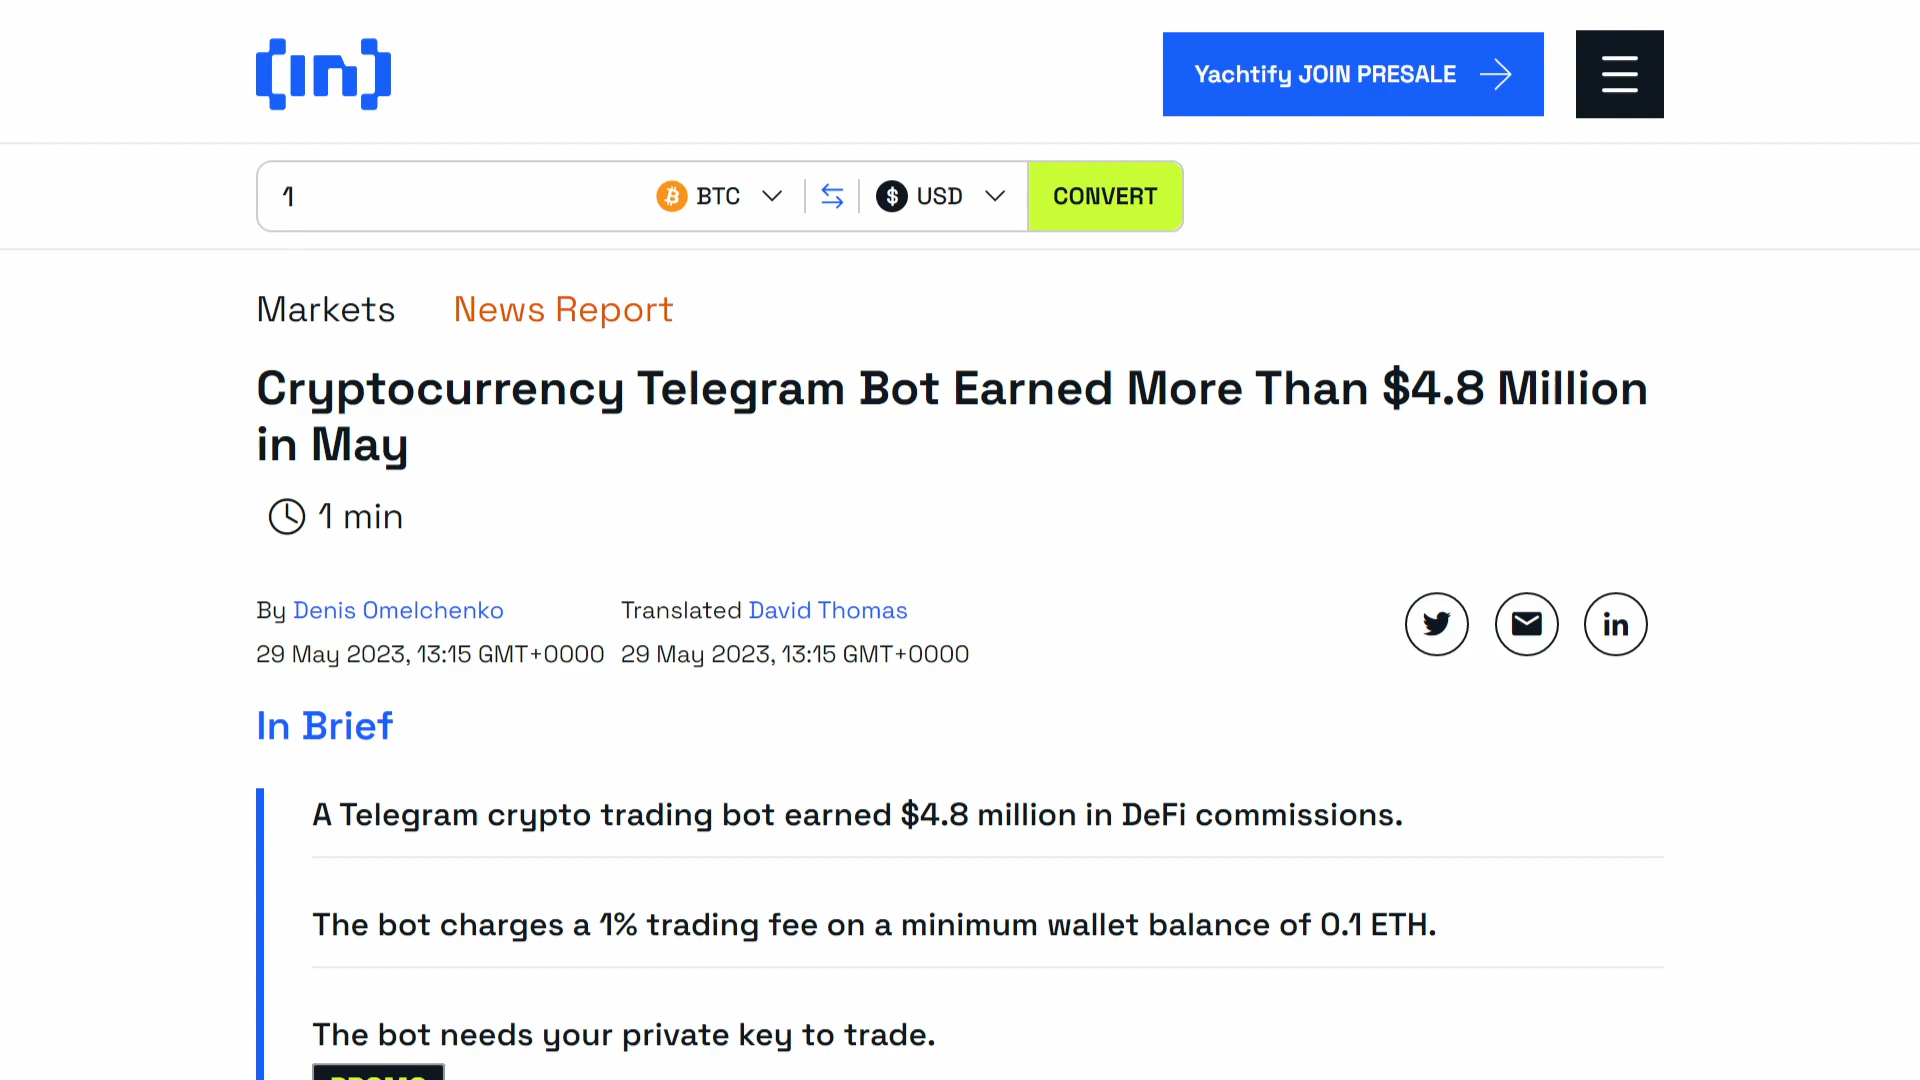 [in]
Yachtify JOIN PRESALE
1
BTC
USD
CONVERT
Markets News Report
Cryptocurrency Telegram Bot Earned More Than $4.8 Million
in May
1 min
By Denis Omelchenko Translated David Thomas
29 May 2023, 13:15 GMT+0000 29 May 2023, 13:15 GMT+0000
in
In Brief
A Telegram crypto trading bot earned $4.8 million in DeFi commissions.
The bot charges a 1% trading fee on a minimum wallet balance of 0.1 ETH.
The bot needs your private key to trade.